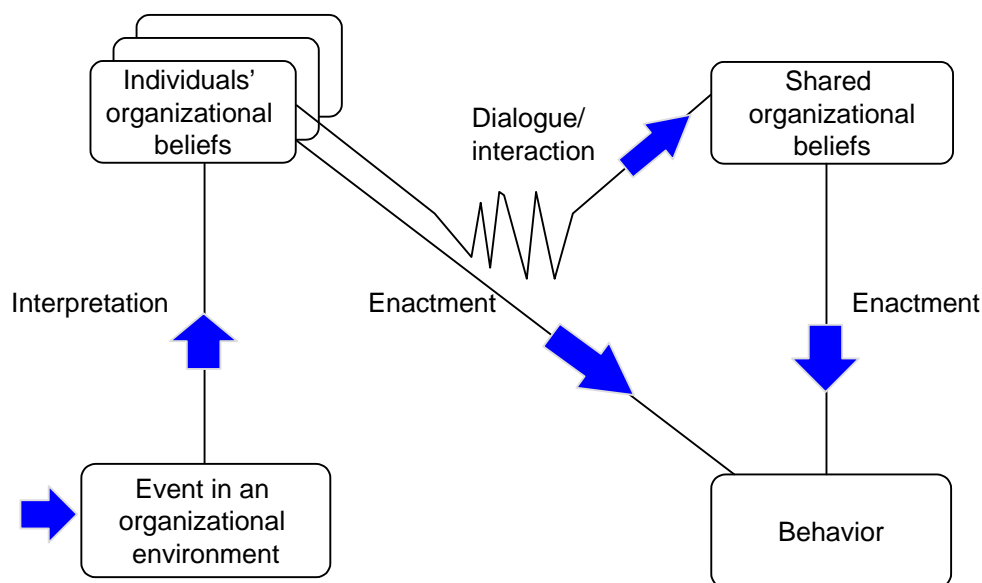 Individuals’
organizational
beliefs
Dialogue/
interaction
Shared
organizational
beliefs
Interpretation
Enactment
Enactment
Event in an
organizational
environment
Behavior